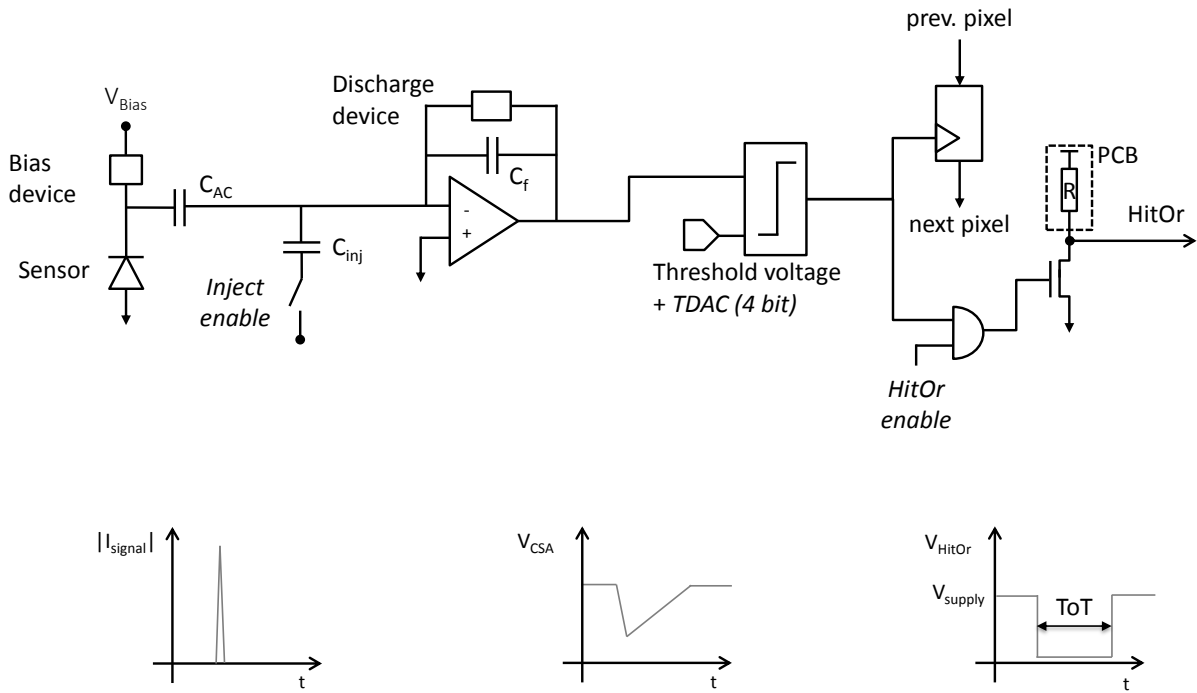 prev. pixel
Discharge
device
V_Bias
Bias
device
C_AC
C_f
PCB
R
HitOr
-
+
next pixel
C_inj
Sensor
Threshold voltage
+ TDAC (4 bit)
Inject
enable
HitOr
enable
|I_signal|
t
V_CSA
t
V_HitOr
V_supply
ToT
t